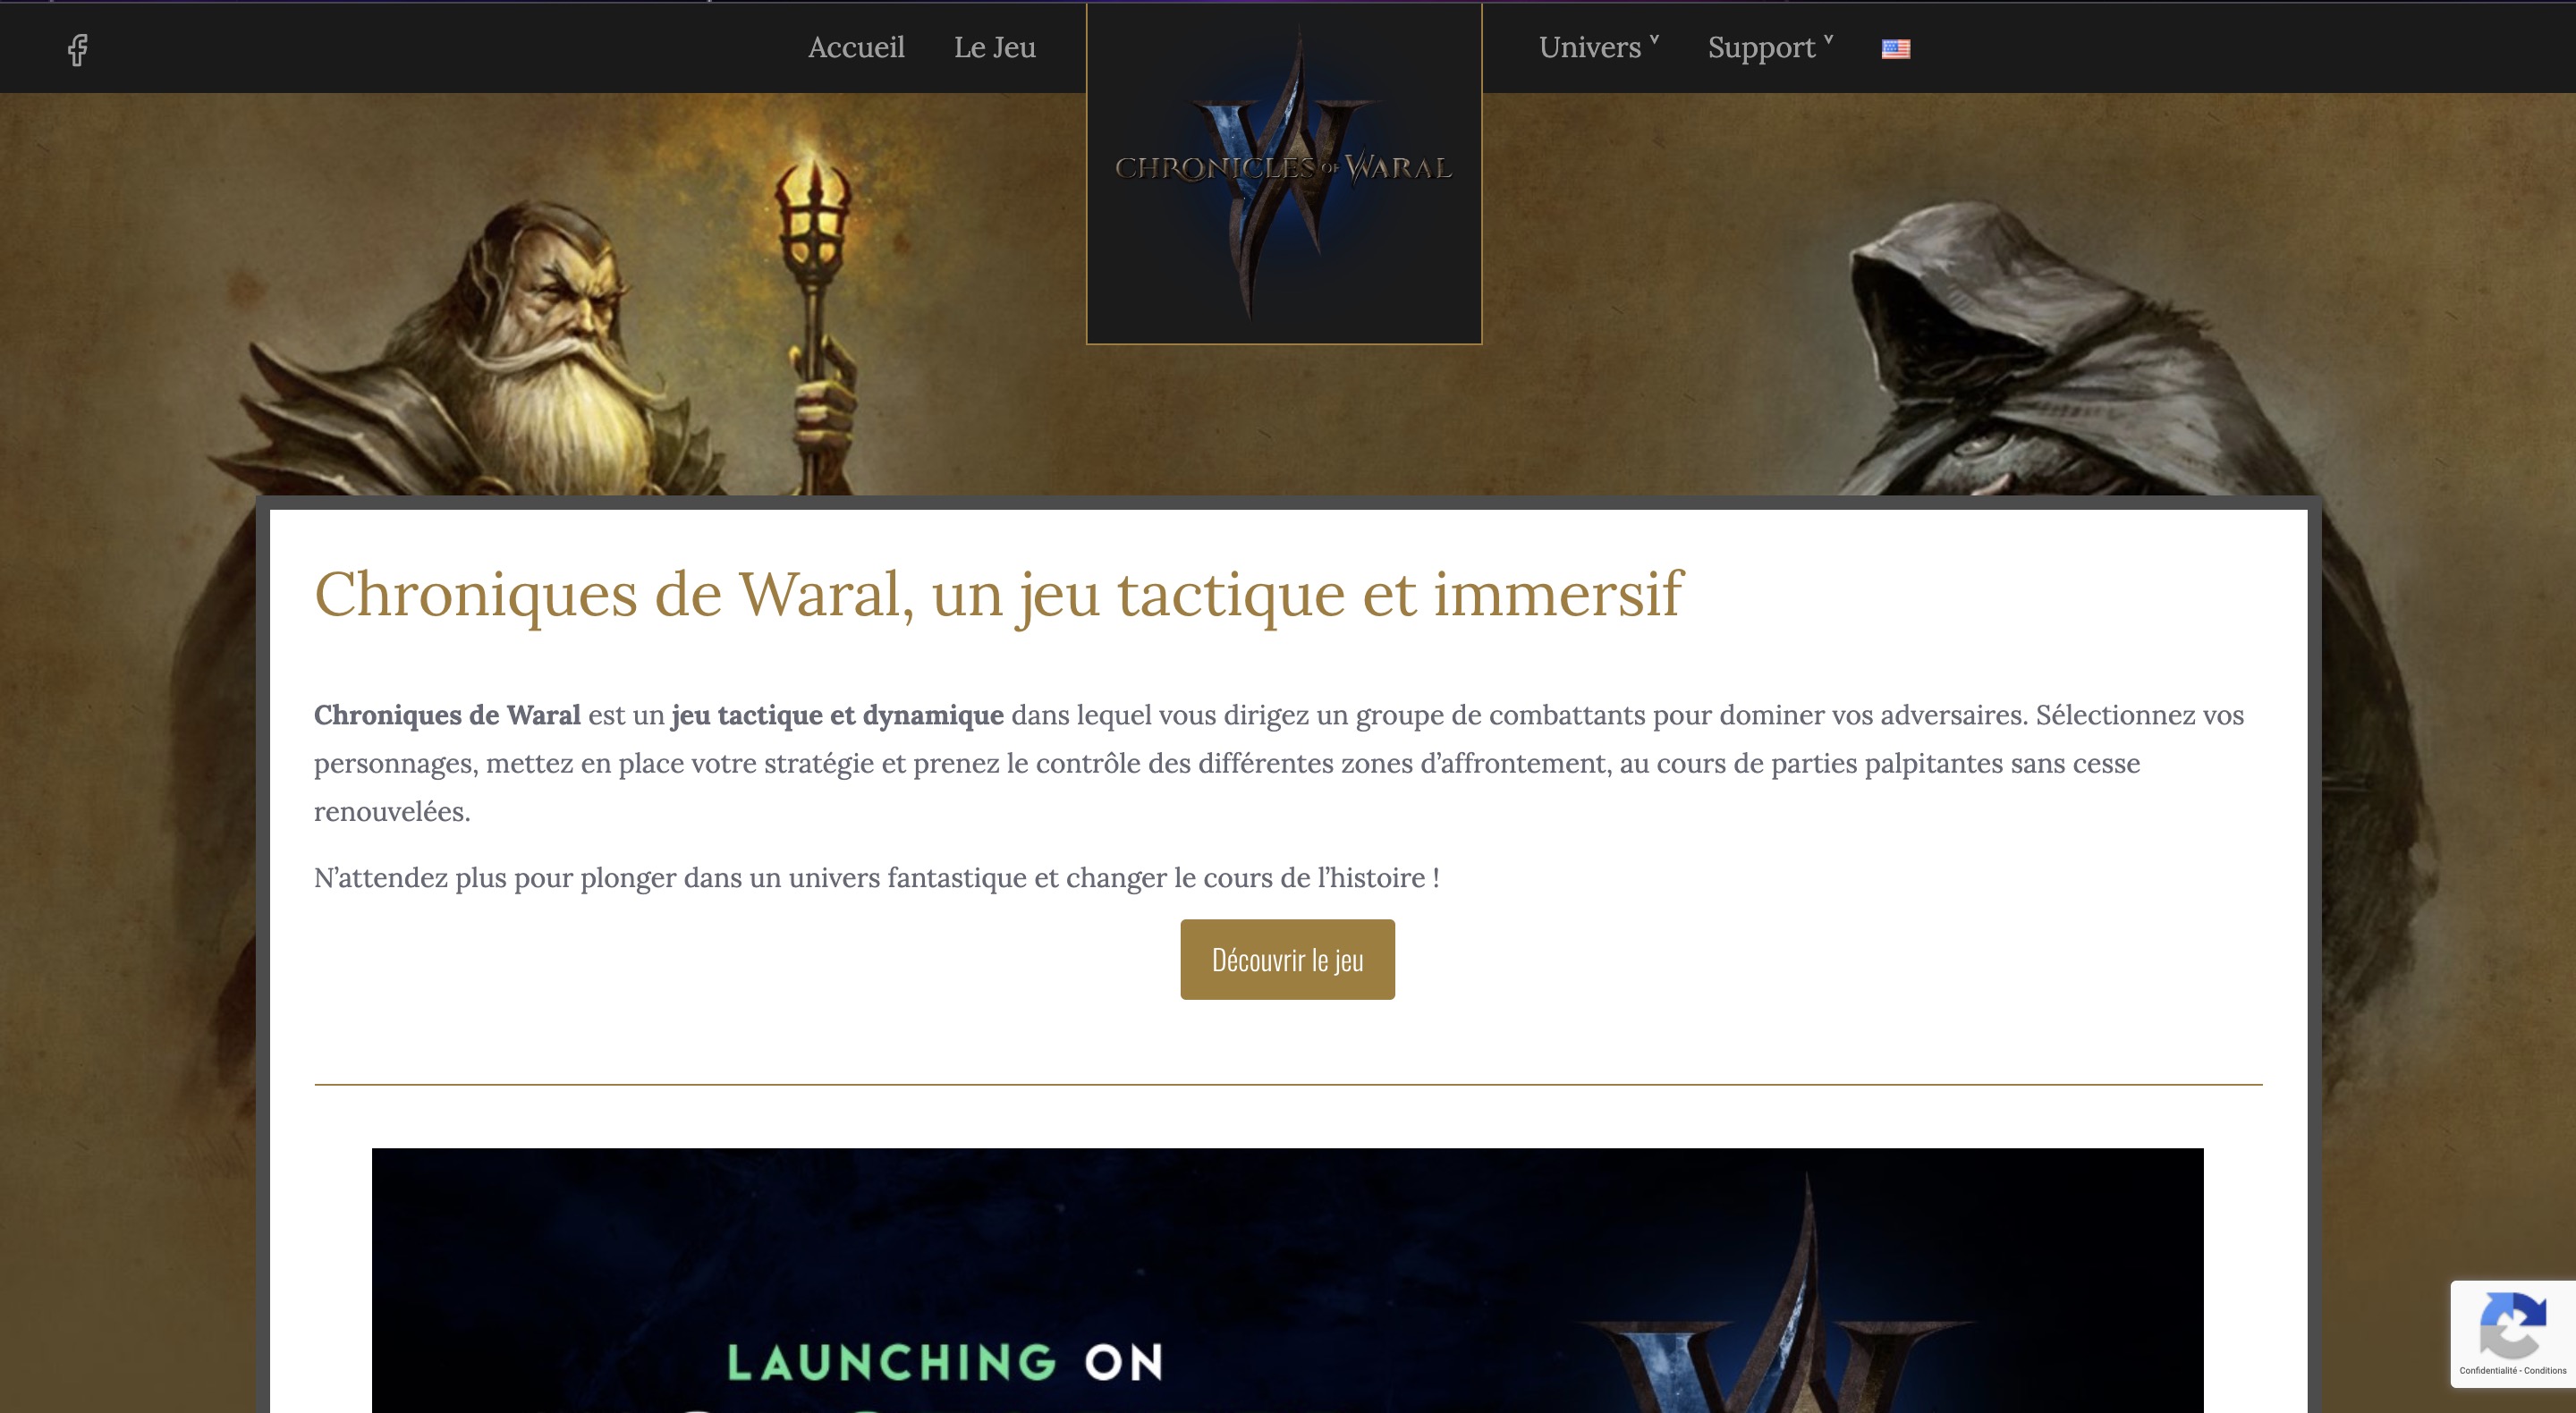 Accueil
Le Jeu
CHRONICLES OF WARAL
Univers ˅
Support ˅
Chroniques de Waral, un jeu tactique et immersif
Chroniques de Waral est un jeu tactique et dynamique dans lequel vous dirigez un groupe de combattants pour dominer vos adversaires. Sélectionnez vos
personnages, mettez en place votre stratégie et prenez le contrôle des différentes zones d’affrontement, au cours de parties palpitantes sans cesse
renouvelées.
N’attendez plus pour plonger dans un univers fantastique et changer le cours de l’histoire !
Découvrir le jeu
LAUNCHING ON
Confidentialité - Conditions